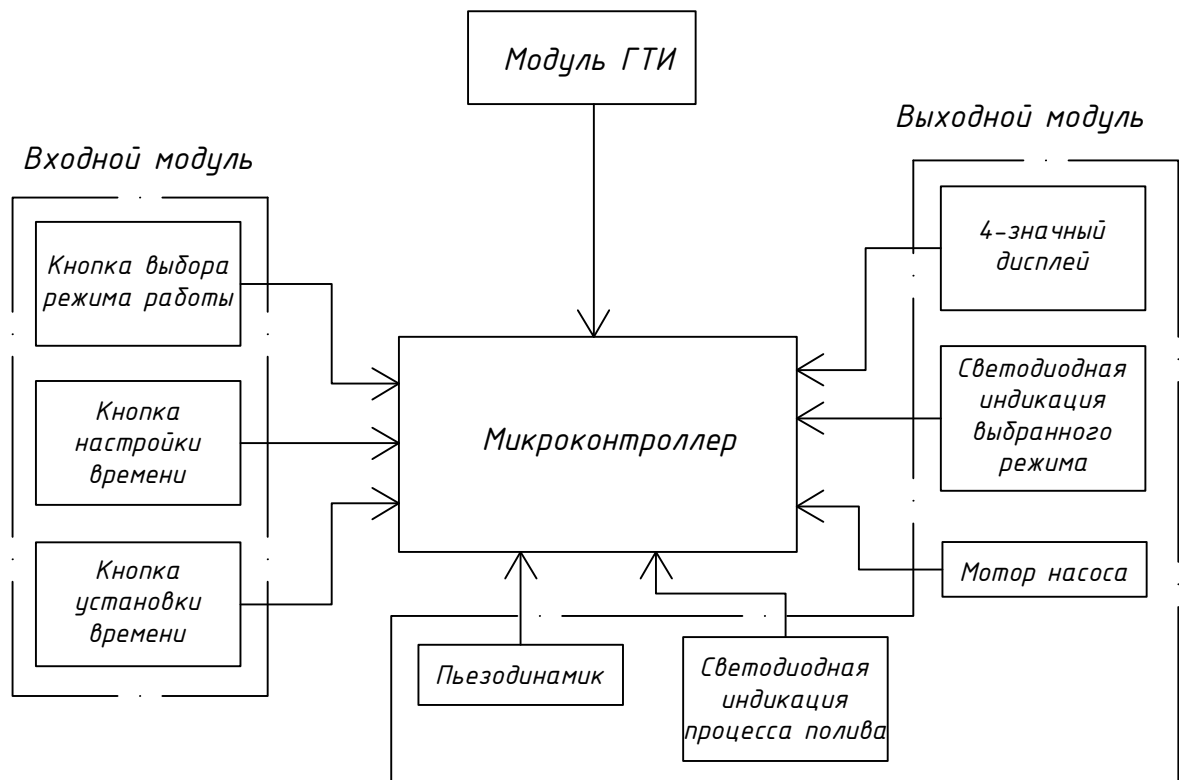 Модуль ГТИ
Выходной модуль
Входной модуль
Кнопка выбора
режима работы
Кнопка
настройки
времени
Кнопка
установки
времени
Микроконтроллер
4-значный
дисплей
Светодиодная
индикация
выбранного
режима
Мотор насоса
Пьезодинамик
Светодиодная
индикация
процесса полива